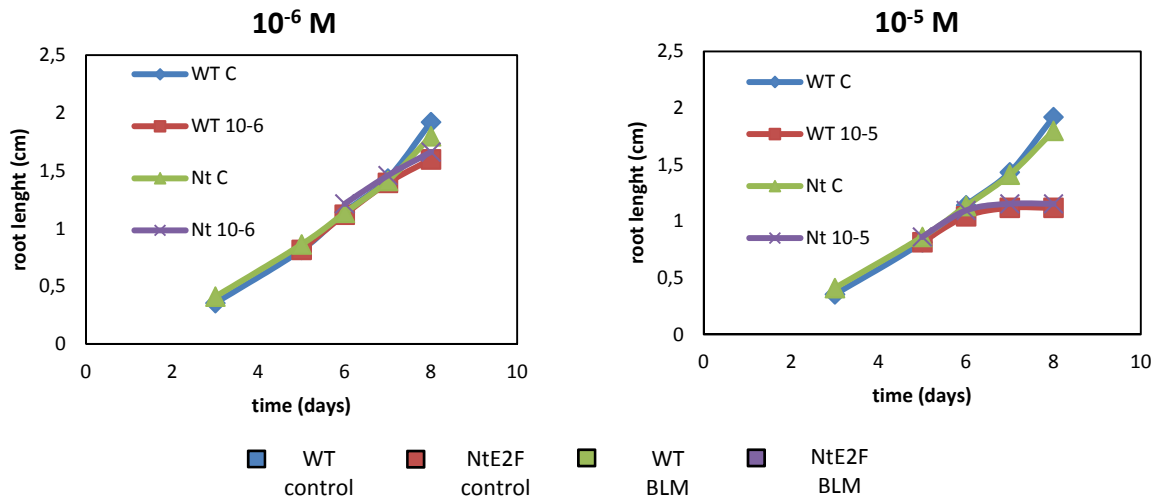 10⁻⁶ M
2,5
2
1,5
1
0,5
0
root lenght (cm)
WT C
WT 10-6
Nt C
Nt 10-6
0 2 4 6 8 10
time (days)
10⁻⁵ M
2,5
2
1,5
1
0,5
0
root lenght (cm)
WT C
WT 10-5
Nt C
Nt 10-5
0 2 4 6 8 10
time (days)
WT control
NtE2F control
WT BLM
NtE2F BLM